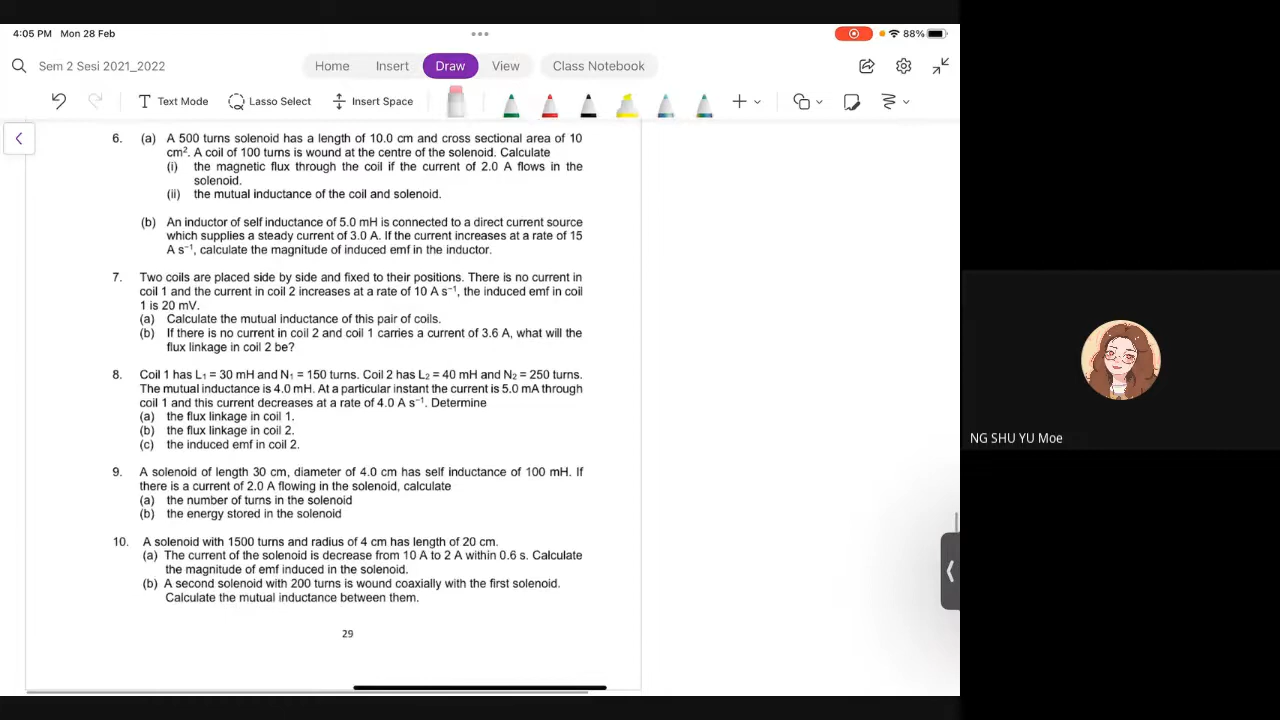 4:05 PM Mon 28 Feb
88%
Sem 2 Sesi 2021_2022
Home Insert Draw View Class Notebook
Text Mode Lasso Select Insert Space
6. (a) A 500 turns solenoid has a length of 10.0 cm and cross sectional area of 10
cm². A coil of 100 turns is wound at the centre of the solenoid. Calculate
(i) the magnetic flux through the coil if the current of 2.0 A flows in the
solenoid.
(ii) the mutual inductance of the coil and solenoid.
(b) An inductor of self inductance of 5.0 mH is connected to a direct current source
which supplies a steady current of 3.0 A. If the current increases at a rate of 15
A s⁻¹, calculate the magnitude of induced emf in the inductor.
7. Two coils are placed side by side and fixed to their positions. There is no current in
coil 1 and the current in coil 2 increases at a rate of 10 A s⁻¹, the induced emf in coil
1 is 20 mV.
(a) Calculate the mutual inductance of this pair of coils.
(b) If there is no current in coil 2 and coil 1 carries a current of 3.6 A, what will the
flux linkage in coil 2 be?
8. Coil 1 has L₁ = 30 mH and N₁ = 150 turns. Coil 2 has L₂ = 40 mH and N₂ = 250 turns.
The mutual inductance is 4.0 mH. At a particular instant the current is 5.0 mA through
coil 1 and this current decreases at a rate of 4.0 A s⁻¹. Determine
(a) the flux linkage in coil 1.
(b) the flux linkage in coil 2.
(c) the induced emf in coil 2.
9. A solenoid of length 30 cm, diameter of 4.0 cm has self inductance of 100 mH. If
there is a current of 2.0 A flowing in the solenoid, calculate
(a) the number of turns in the solenoid
(b) the energy stored in the solenoid
10. A solenoid with 1500 turns and radius of 4 cm has length of 20 cm.
(a) The current of the solenoid is decrease from 10 A to 2 A within 0.6 s. Calculate
the magnitude of emf induced in the solenoid.
(b) A second solenoid with 200 turns is wound coaxially with the first solenoid.
Calculate the mutual inductance between them.
29
NG SHU YU Moe